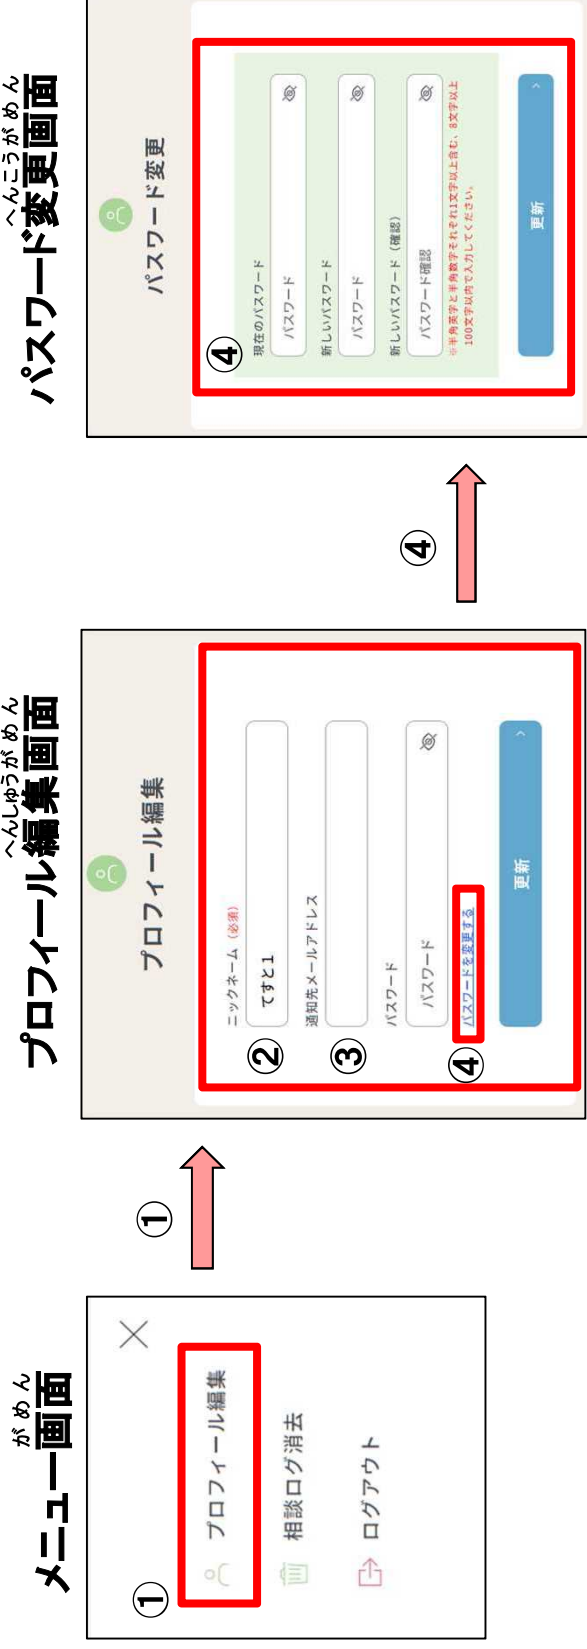 がめん
メニュー画面
①
プロフィール編集
相談ログ消去
ログアウト
①
へんしゅうがめん
プロフィール編集画面
プロフィール編集
ニックネーム（必須）
②
てすと1
通知先メールアドレス
③
パスワード
パスワード
④
パスワードを変更する
更新
④
へんこうがめん
パスワード変更画面
パスワード変更
④
現在のパスワード
パスワード
新しいパスワード
パスワード
新しいパスワード（確認）
パスワード確認
※半角英字と半角数字それぞれ1文字以上含む、8文字以上
100文字以内で入力してください。
更新